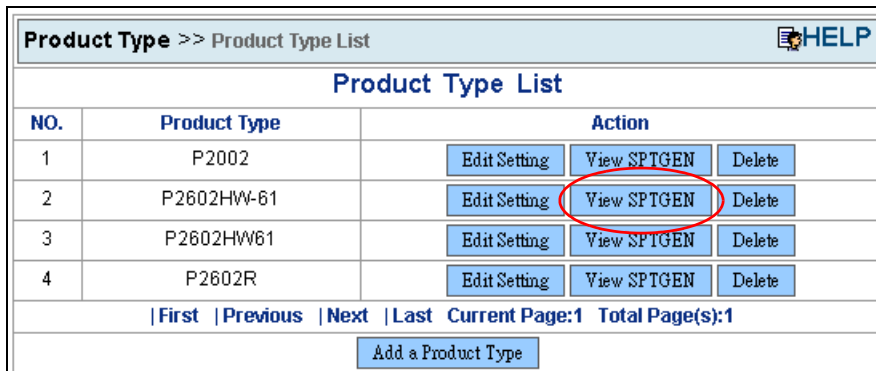 Product Type >> Product Type List HELP
Product Type List
NO. Product Type Action
1 P2002 Edit Setting View SPTGEN Delete
2 P2602HW-61 Edit Setting View SPTGEN Delete
3 P2602HW61 Edit Setting View SPTGEN Delete
4 P2602R Edit Setting View SPTGEN Delete
|First |Previous |Next |Last Current Page:1 Total Page(s):1
Add a Product Type